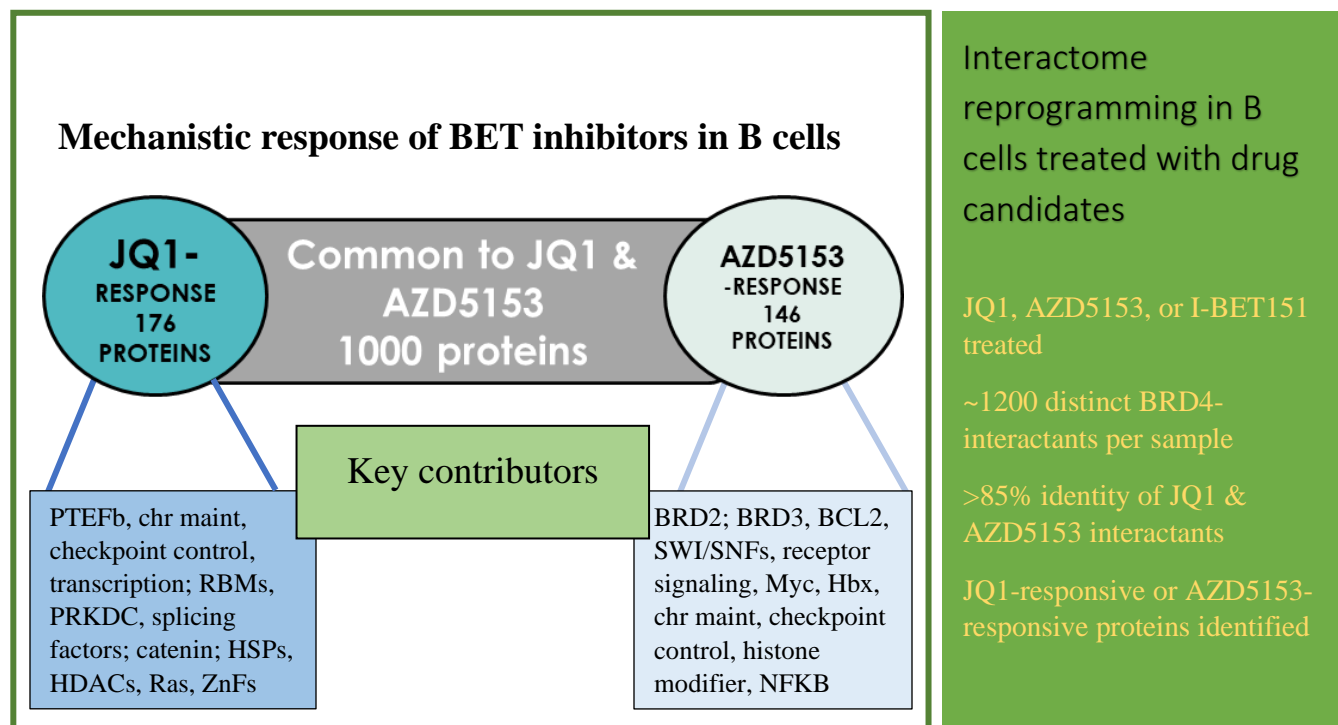 Mechanistic response of BET inhibitors in B cells
JQ1-
RESPONSE
176
PROTEINS
Common to JQ1 &
AZD5153
1000 proteins
AZD5153
-RESPONSE
146
PROTEINS
Key contributors
PTEFb, chr maint,
checkpoint control,
transcription; RBMs,
PRKDC, splicing
factors; catenin; HSPs,
HDACs, Ras, ZnFs
BRD2; BRD3, BCL2,
SWI/SNFs, receptor
signaling, Myc, Hbx,
chr maint, checkpoint
control, histone
modifier, NFKB
Interactome
reprogramming in B
cells treated with drug
candidates
JQ1, AZD5153, or I-BET151
treated
~1200 distinct BRD4-
interactants per sample
>85% identity of JQ1 &
AZD5153 interactants
JQ1-responsive or AZD5153-
responsive proteins identified